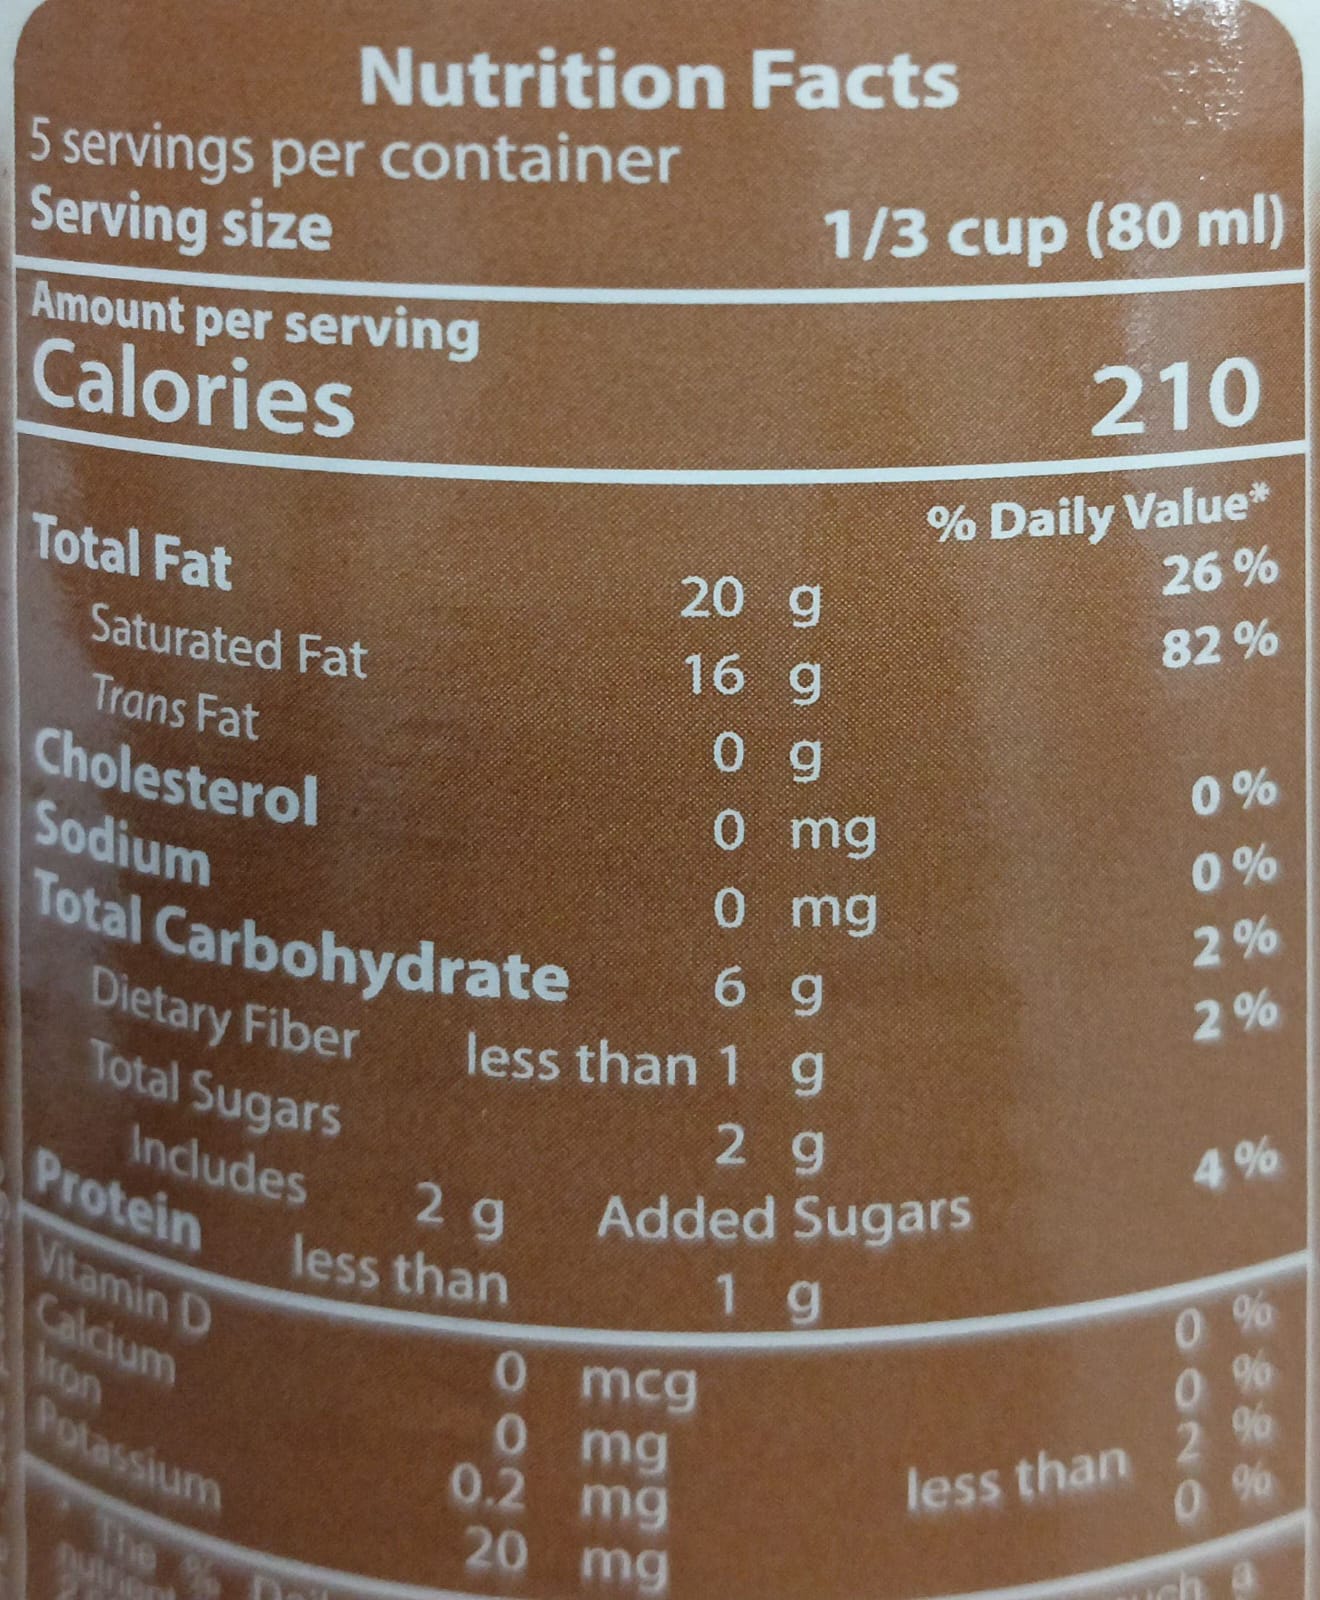 Nutrition Facts
5 servings per container
Serving size 1/3 cup (80 ml)
Amount per serving
Calories 210
% Daily Value*
Total Fat 20 g 26 %
Saturated Fat 16 g 82 %
Trans Fat 0 g
Cholesterol 0 mg 0 %
Sodium 0 mg 0 %
Total Carbohydrate 6 g 2 %
Dietary Fiber less than 1 g 2 %
Total Sugars 2 g
Includes 2 g Added Sugars 4 %
Protein less than 1 g
Vitamin D 0 mcg 0 %
Calcium 0 mg 0 %
Iron 0.2 mg less than 2 %
Potassium 20 mg 0 %
* The %
a